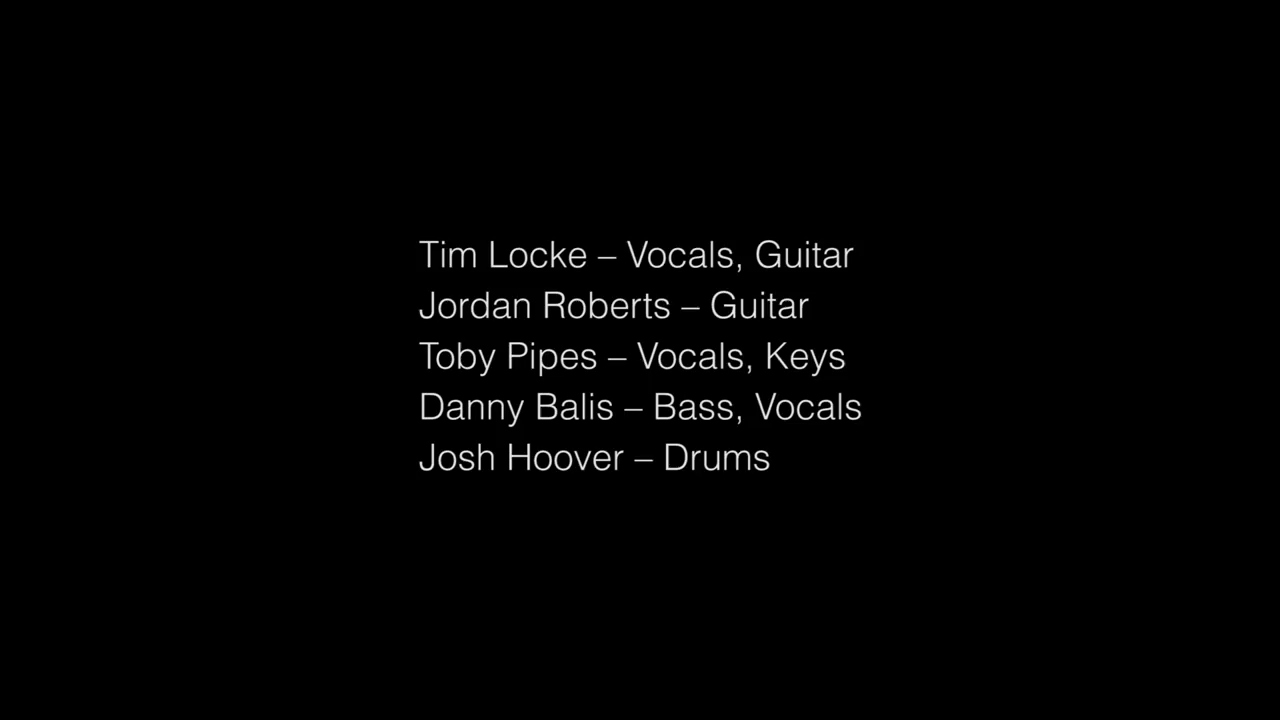 Tim Locke – Vocals, Guitar
Jordan Roberts – Guitar
Toby Pipes – Vocals, Keys
Danny Balis – Bass, Vocals
Josh Hoover – Drums